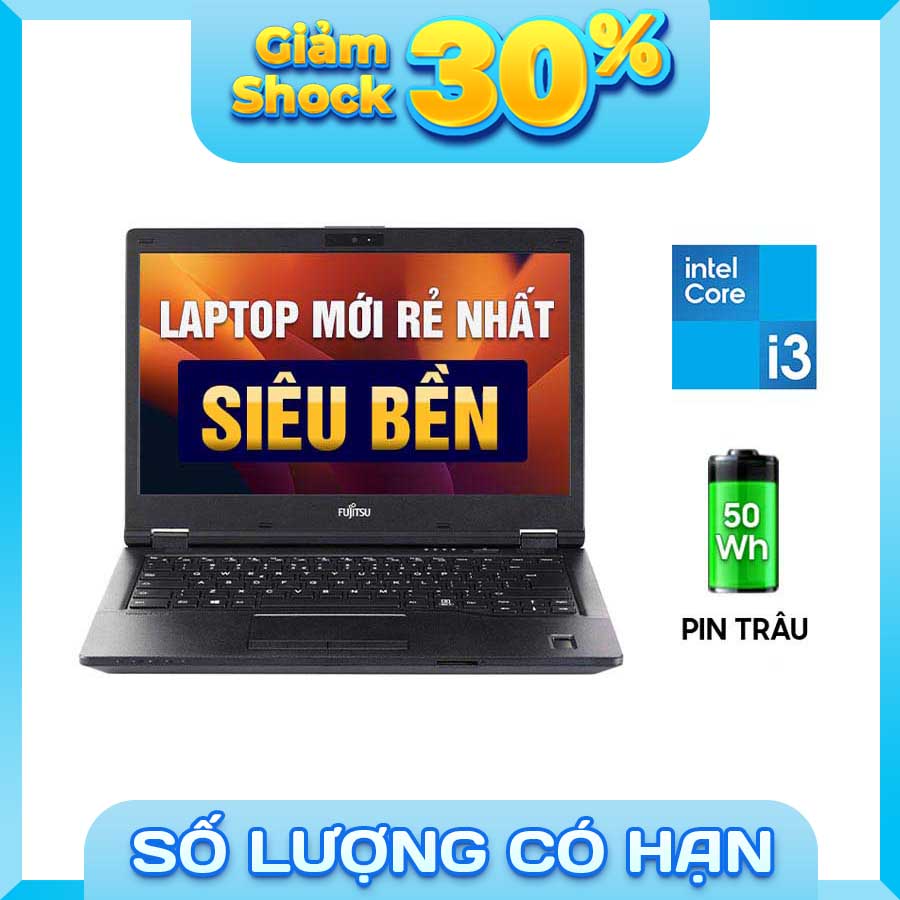 Giảm
Shock 30%
LAPTOP MỚI RẺ NHẤT
SIÊU BỀN
FUJITSU
intel
Core
i3
50
Wh
PIN TRÂU
SỐ LƯỢNG CÓ HẠN